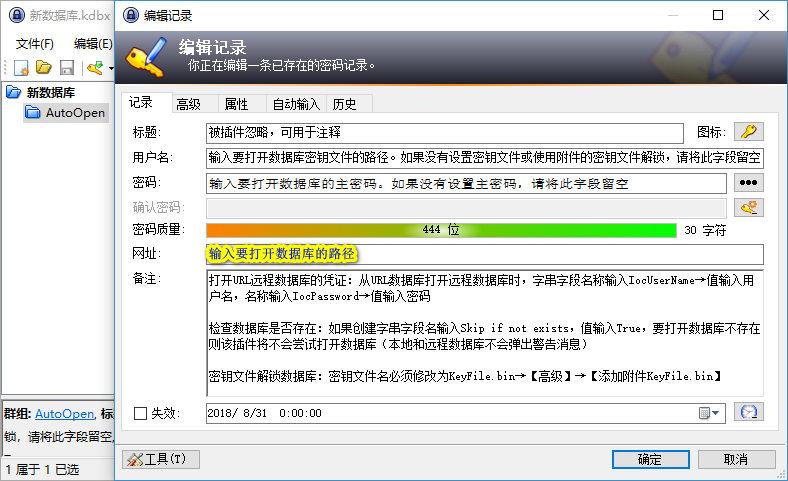 新数据库.kdbx
文件(F) 编辑(E)
新数据库
AutoOpen
群组: AutoOpen, 标
锁，请将此字段留空,
1 属于 1 已选
编辑记录
编辑记录
你正在编辑一条已存在的密码记录。
记录 高级 属性 自动输入 历史
标题: 被插件忽略，可用于注释 图标:
用户名: 输入要打开数据库密钥文件的路径。如果没有设置密钥文件或使用附件的密钥文件解锁，请将此字段留空
密码: 输入要打开数据库的主密码。如果没有设置主密码，请将此字段留空
确认密码:
密码质量: 444 位 30 字符
网址: 输入要打开数据库的路径
备注: 打开URL远程数据库的凭证：从URL数据库打开远程数据库时，字串字段名称输入IocUserName→值输入用
户名，名称输入IocPassword→值输入密码
检查数据库是否存在：如果创建字串字段名输入Skip if not exists，值输入True，要打开数据库不存在
则该插件将不会尝试打开数据库（本地和远程数据库不会弹出警告消息）
密钥文件解锁数据库：密钥文件名必须修改为KeyFile.bin→【高级】→【添加附件KeyFile.bin】
失效: 2018/ 8/31 0:00:00
工具(T) 确定 取消